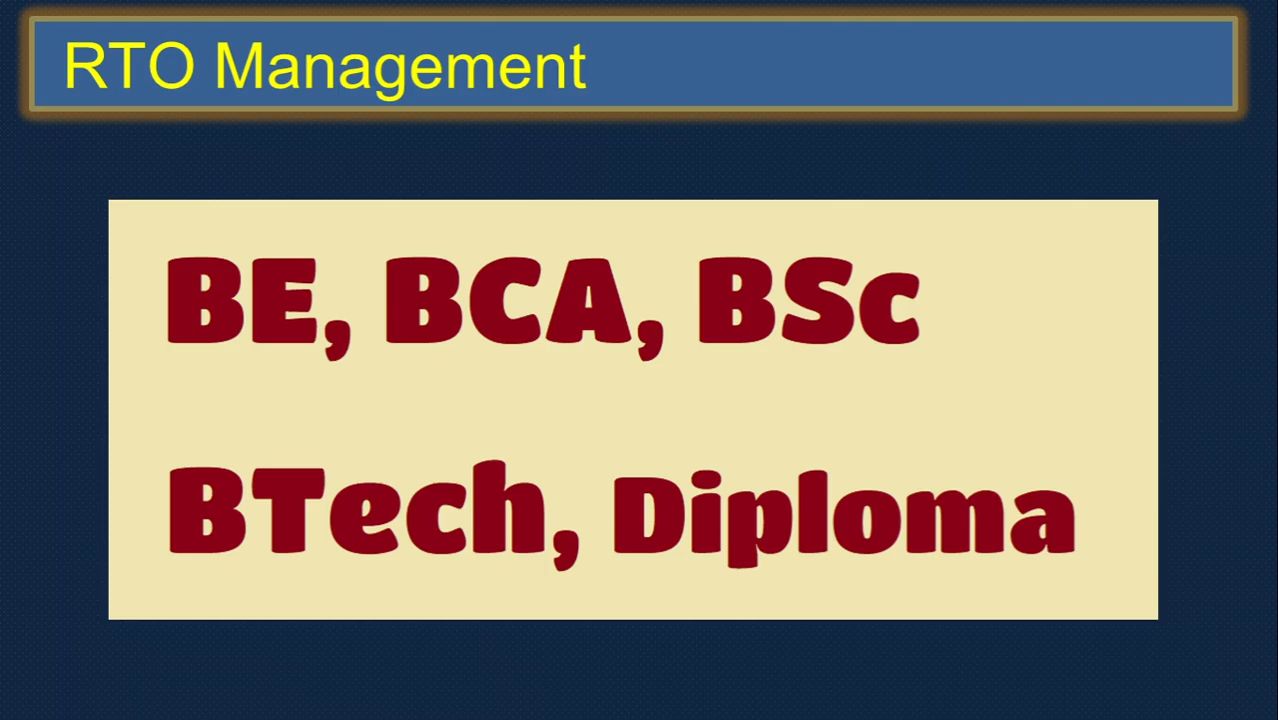 RTO Management
BE, BCA, BSc
BTech, Diploma